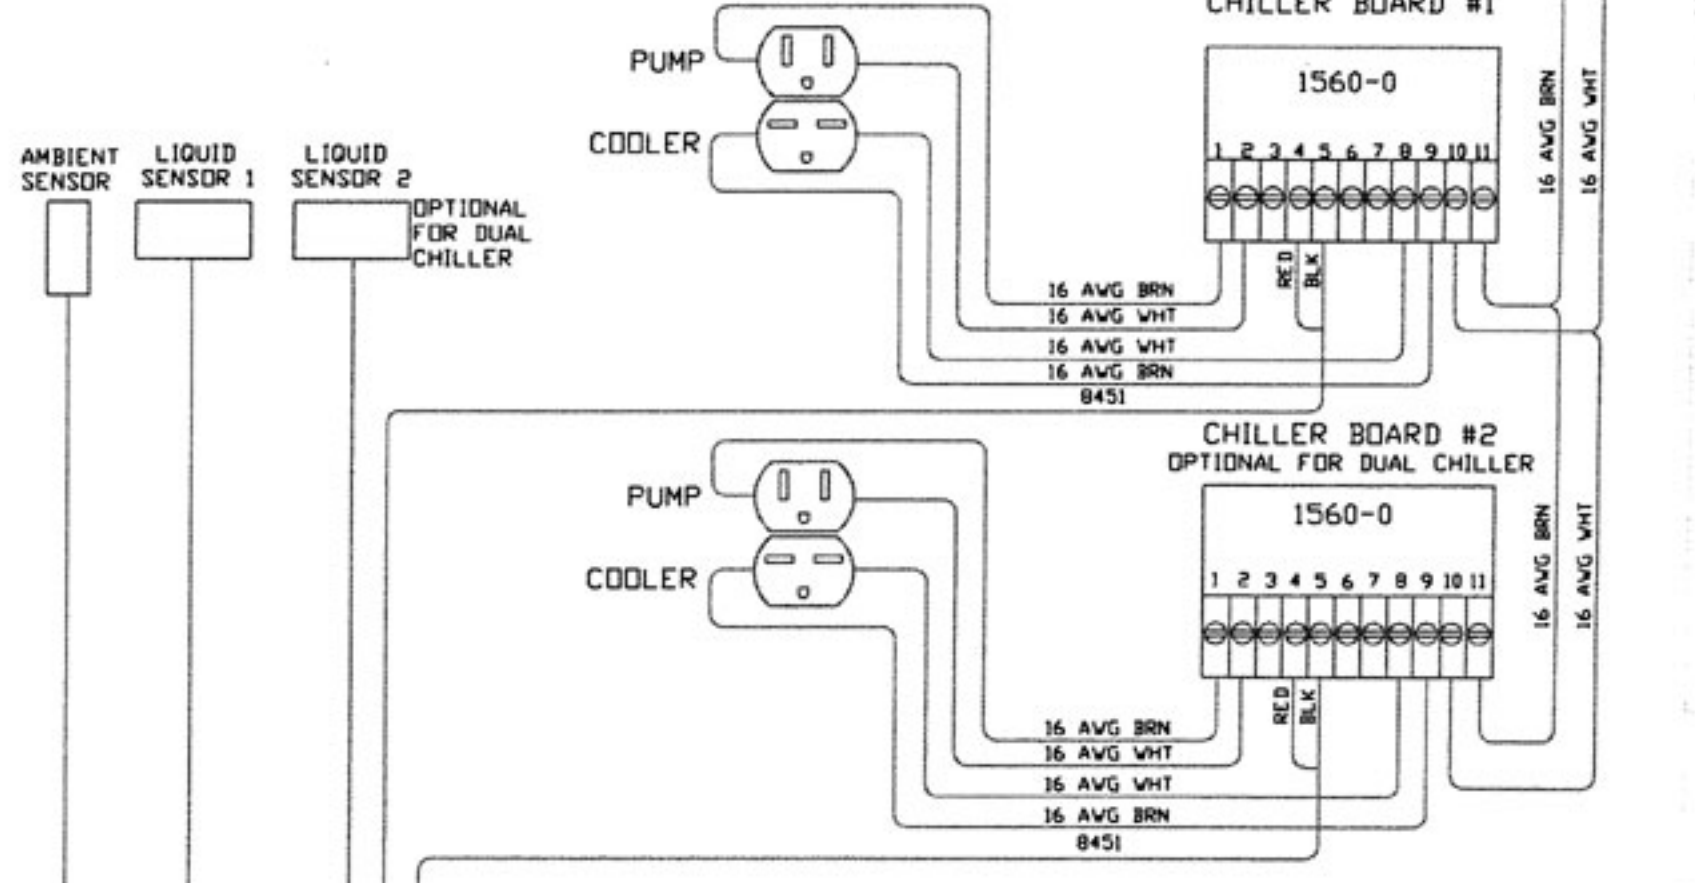 CHILLER BOARD #1
PUMP
1560-0
16 AWG BRN
16 AWG WHT
COOLER
1 2 3 4 5 6 7 8 9 10 11
AMBIENT
SENSOR
LIQUID
SENSOR 1
LIQUID
SENSOR 2
OPTIONAL
FOR DUAL
CHILLER
RED
BLK
16 AWG BRN
16 AWG WHT
16 AWG WHT
16 AWG BRN
8451
CHILLER BOARD #2
OPTIONAL FOR DUAL CHILLER
PUMP
1560-0
16 AWG BRN
16 AWG WHT
COOLER
1 2 3 4 5 6 7 8 9 10 11
RED
BLK
16 AWG BRN
16 AWG WHT
16 AWG WHT
16 AWG BRN
8451